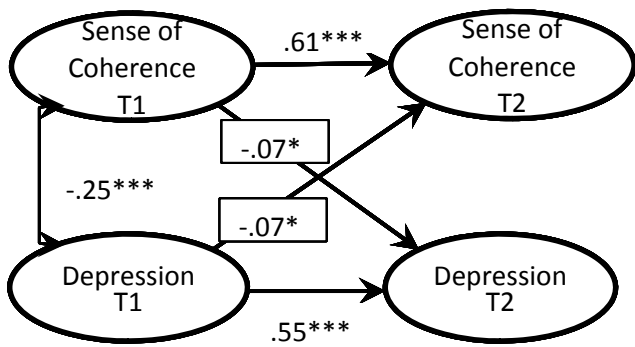 Sense of
Coherence
T1
.61***
Sense of
Coherence
T2
-.07*
-.25***
-.07*
Depression
T1
Depression
T2
.55***